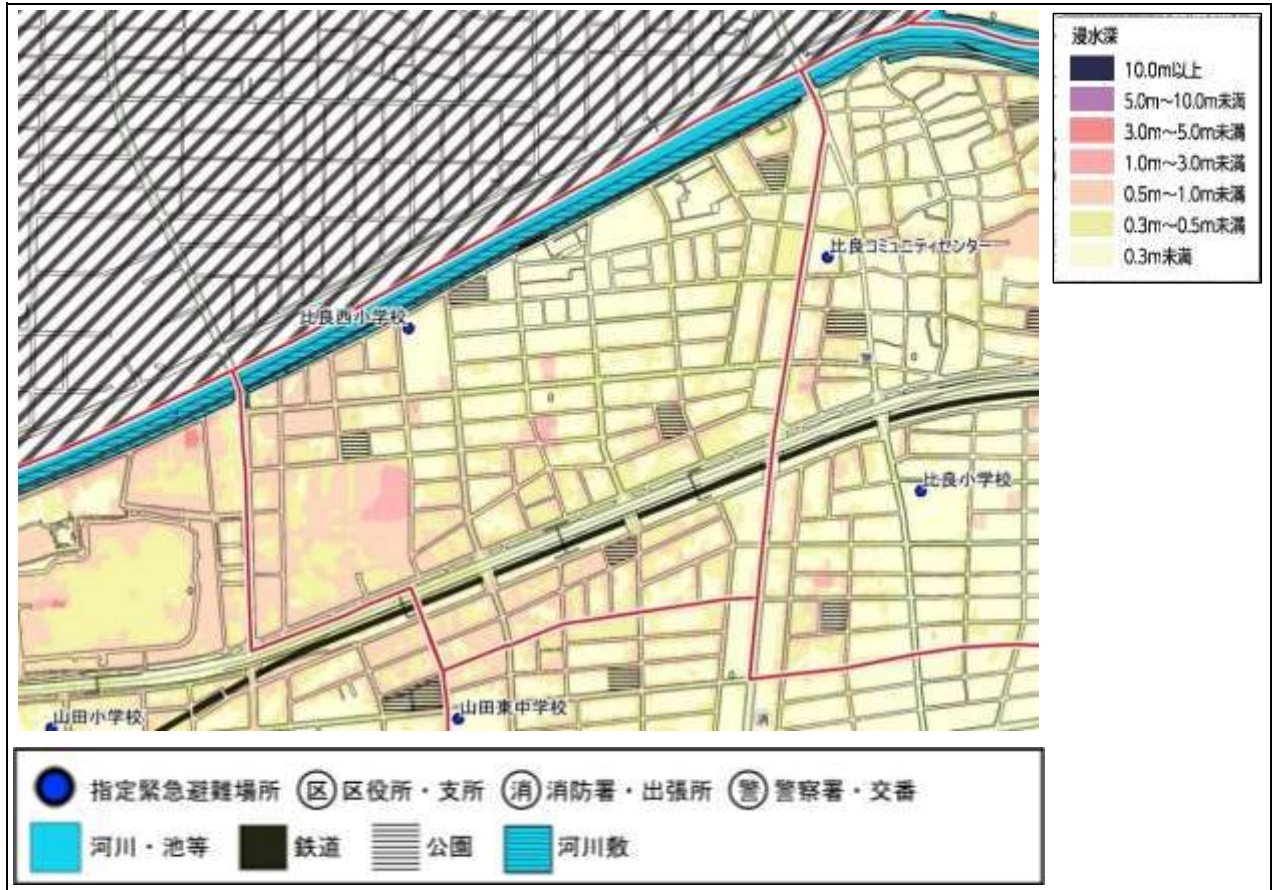 浸水深
10.0m以上
5.0m～10.0m未満
3.0m～5.0m未満
1.0m～3.0m未満
0.5m～1.0m未満
0.3m～0.5m未満
0.3m未満
比良コミュニティセンター
比良西小学校
警
比良小学校
山田小学校
山田東中学校
消
指定緊急避難場所 区 区役所・支所 消 消防署・出張所 警 警察署・交番
河川・池等 鉄道 公園 河川敷